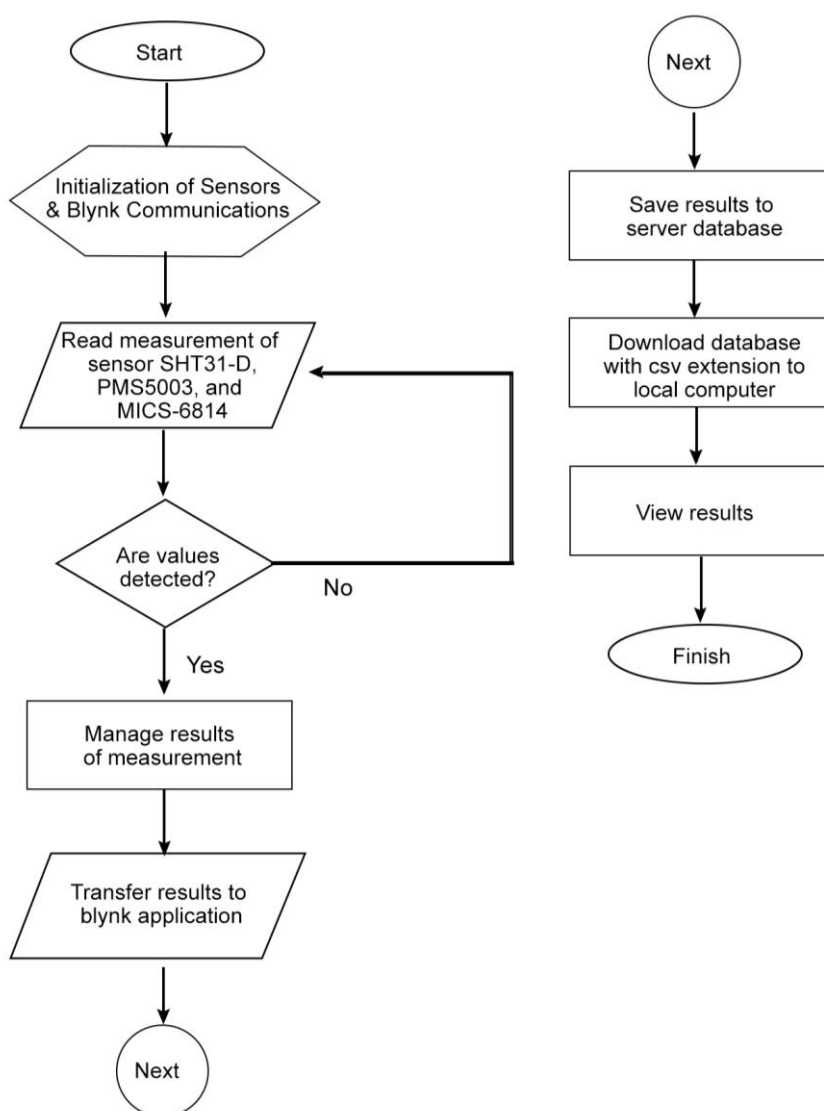 Start
Initialization of Sensors
& Blynk Communications
Read measurement of
sensor SHT31-D,
PMS5003, and
MICS-6814
Are values
detected?
No
Yes
Manage results
of measurement
Transfer results to
blynk application
Next
Next
Save results to
server database
Download database
with csv extension to
local computer
View results
Finish